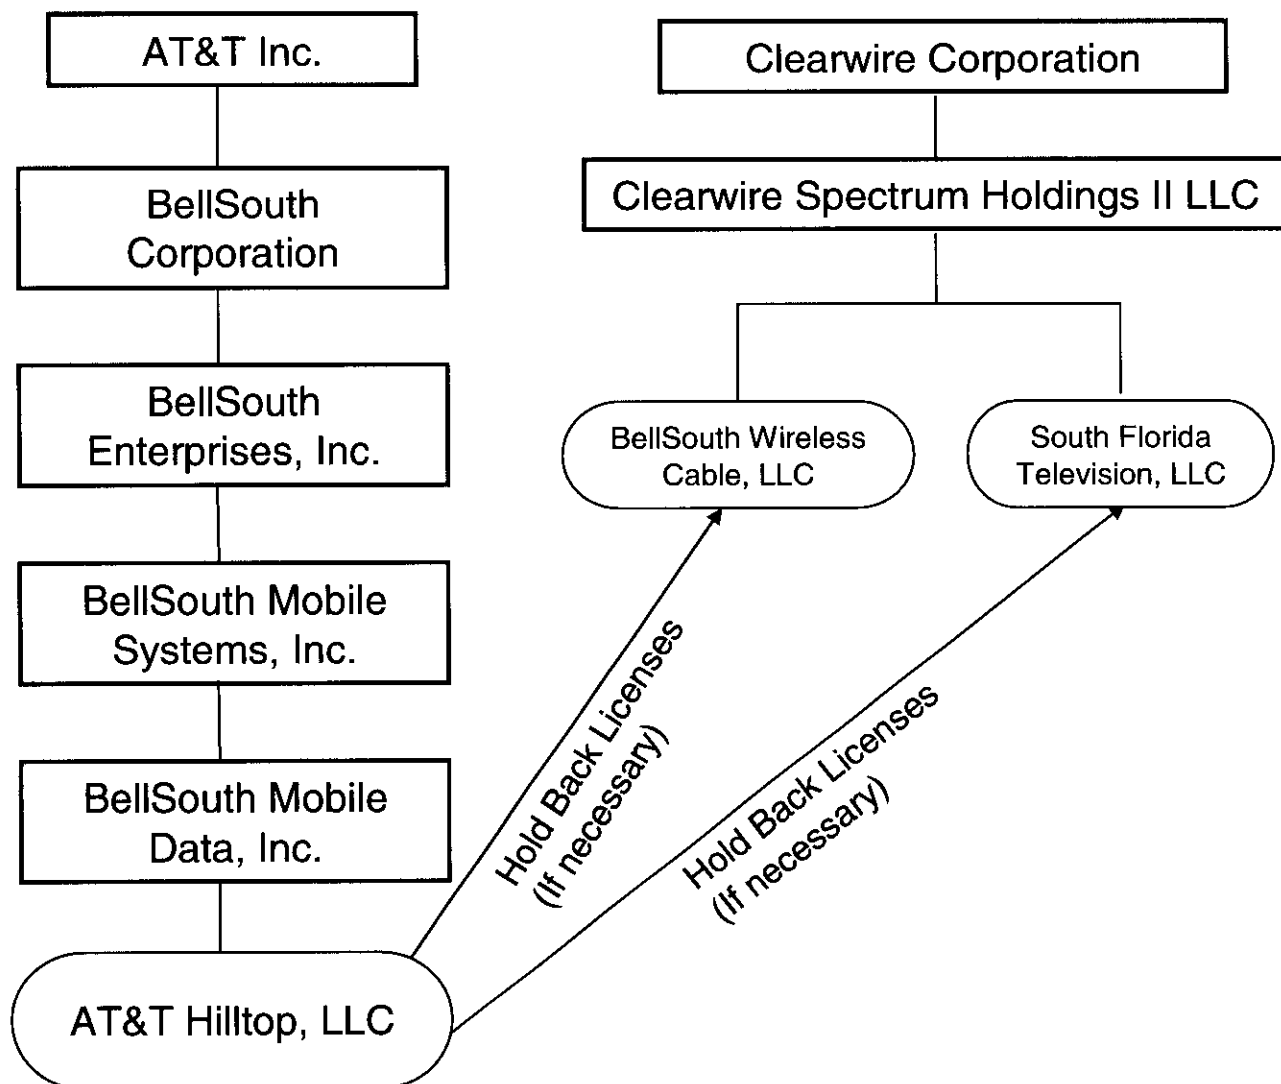 AT&T Inc.
BellSouth
Corporation
BellSouth
Enterprises, Inc.
BellSouth Mobile
Systems, Inc.
BellSouth Mobile
Data, Inc.
AT&T Hilltop, LLC
Clearwire Corporation
Clearwire Spectrum Holdings II LLC
BellSouth Wireless
Cable, LLC
South Florida
Television, LLC
Hold Back Licenses
(If necessary)
Hold Back Licenses
(If necessary)